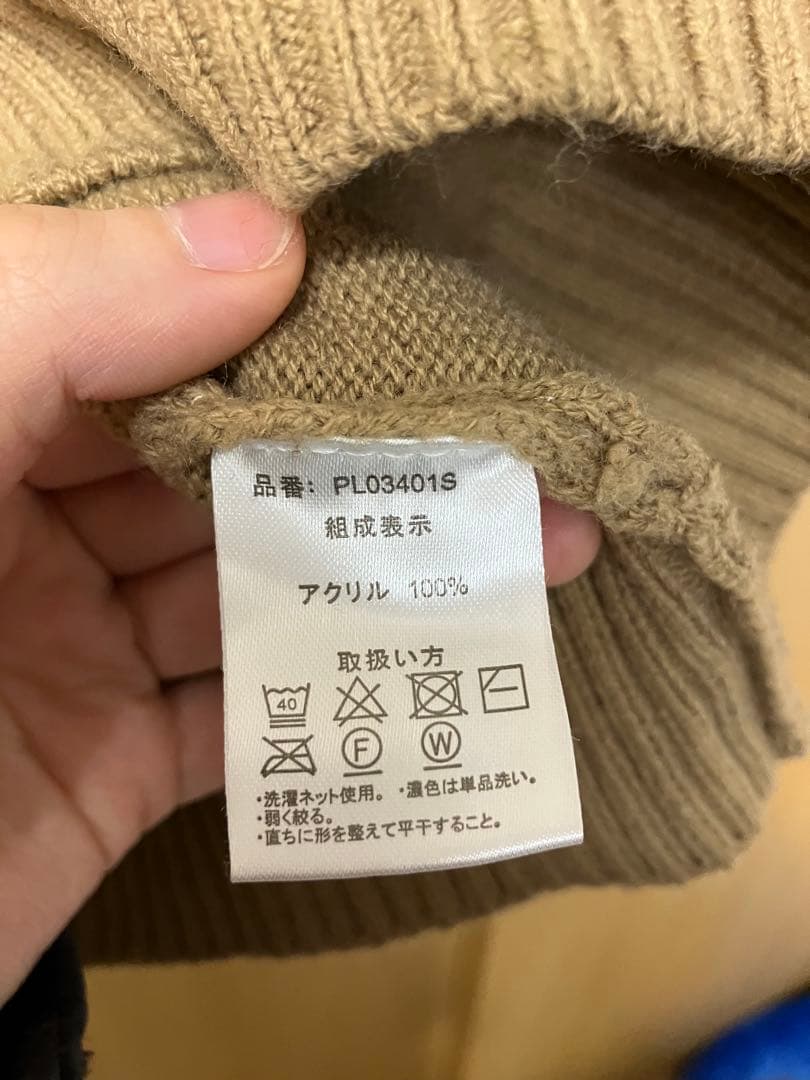 品番: PL03401S
組成表示
アクリル 100%
取扱い方
40
F W
・洗濯ネット使用。 ・濃色は単品洗い。
・弱く絞る。
・直ちに形を整えて平干すること。